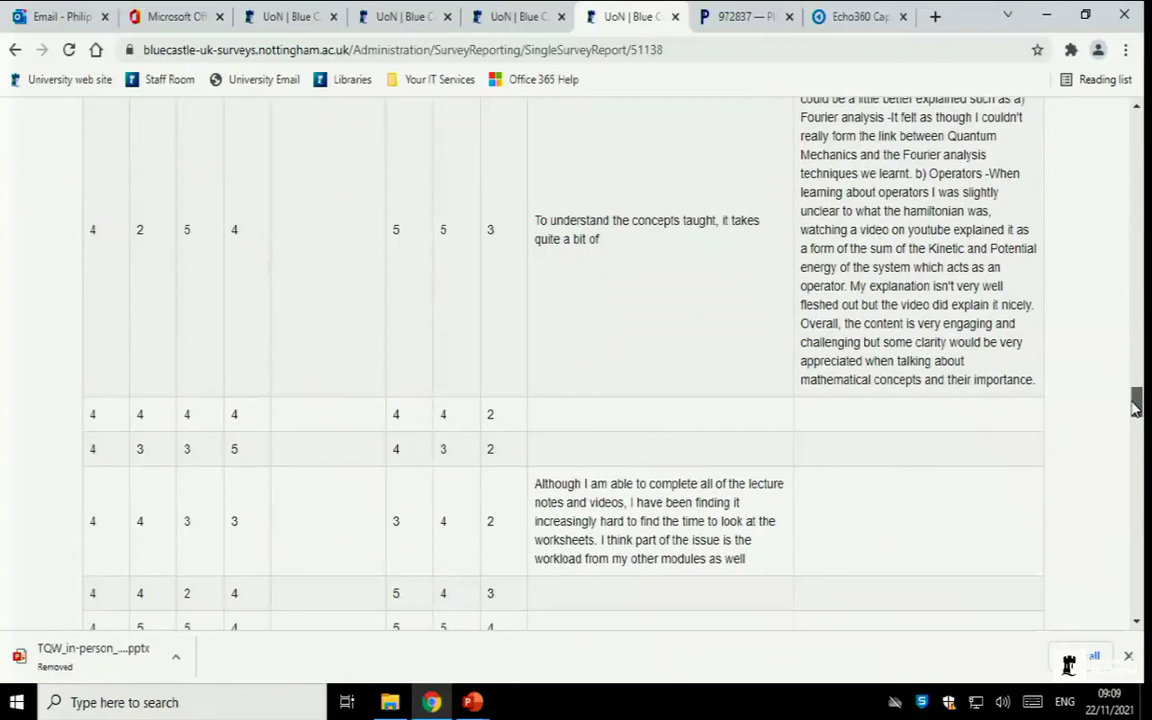 Email - Philip
Microsoft Of
UoN | Blue C
UoN | Blue C
UoN | Blue C
UoN | Blue C
972837 — Pi
Echo360 Cap
bluecastle-uk-surveys.nottingham.ac.uk/Administration/SurveyReporting/SingleSurveyReport/51138
University web site
Staff Room
University Email
Libraries
Your IT Services
Office 365 Help
Reading list
could be a little better explained such as a)
Fourier analysis -It felt as though I couldn't
really form the link between Quantum
Mechanics and the Fourier analysis
techniques we learnt. b) Operators -When
learning about operators I was slightly
unclear to what the hamiltonian was,
watching a video on youtube explained it as
a form of the sum of the Kinetic and Potential
energy of the system which acts as an
operator. My explanation isn't very well
fleshed out but the video did explain it nicely.
Overall, the content is very engaging and
challenging but some clarity would be very
appreciated when talking about
mathematical concepts and their importance.
4 2 5 4 5 5 3
To understand the concepts taught, it takes
quite a bit of
4 4 4 4 4 4 2
4 3 3 5 4 3 2
4 4 3 3 3 4 2
Although I am able to complete all of the lecture
notes and videos, I have been finding it
increasingly hard to find the time to look at the
worksheets. I think part of the issue is the
workload from my other modules as well
4 4 2 4 5 4 3
4 5 5 4 5 5 4
TQW_in-person_....pptx
Removed
all
Type here to search
ENG
09:09
22/11/2021